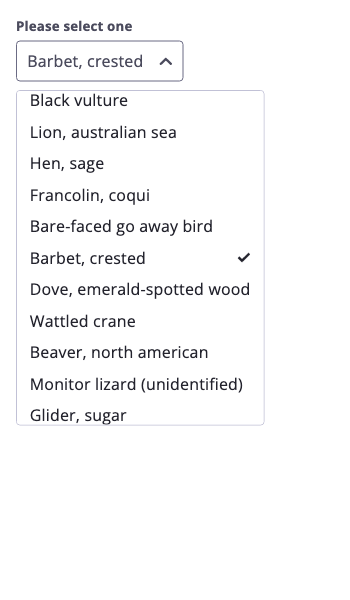 Please select one
Barbet, crested
Black vulture
Lion, australian sea
Hen, sage
Francolin, coqui
Bare-faced go away bird
Barbet, crested
Dove, emerald-spotted wood
Wattled crane
Beaver, north american
Monitor lizard (unidentified)
Glider, sugar